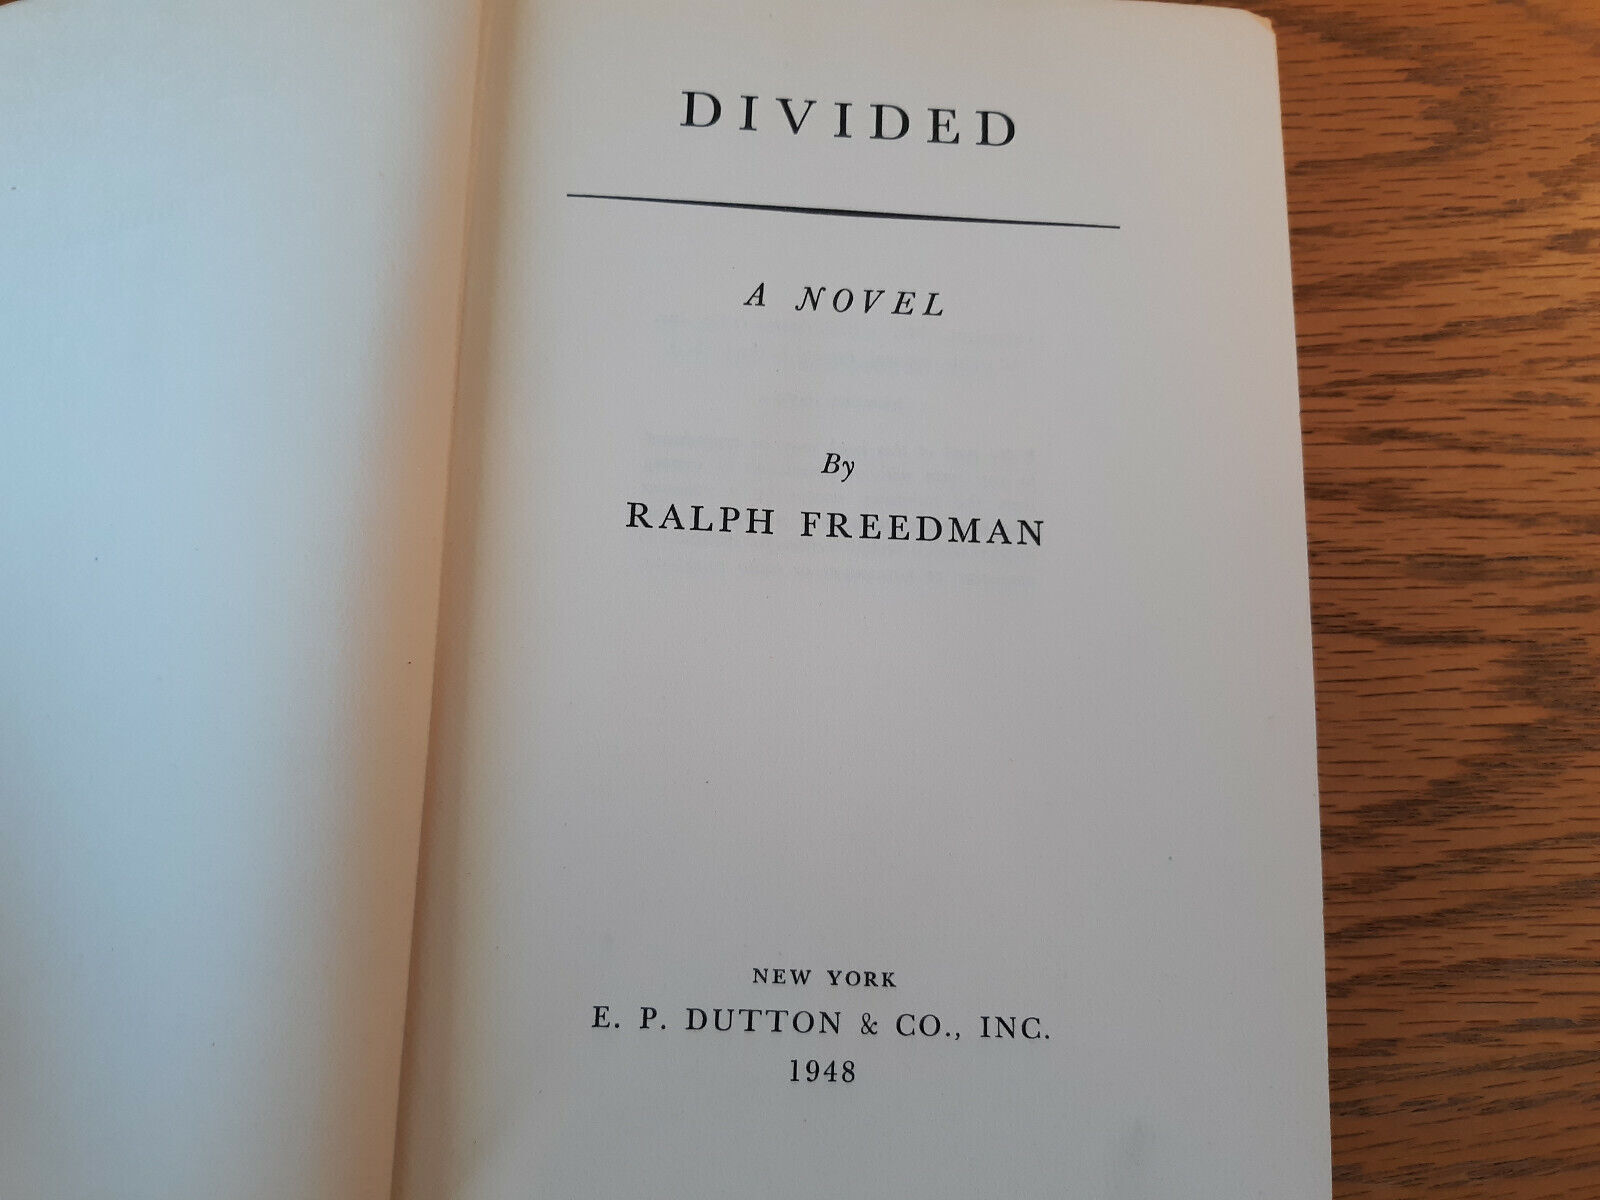 DIVIDED
A NOVEL
By
RALPH FREEDMAN
NEW YORK
E. P. DUTTON & CO., INC.
1948